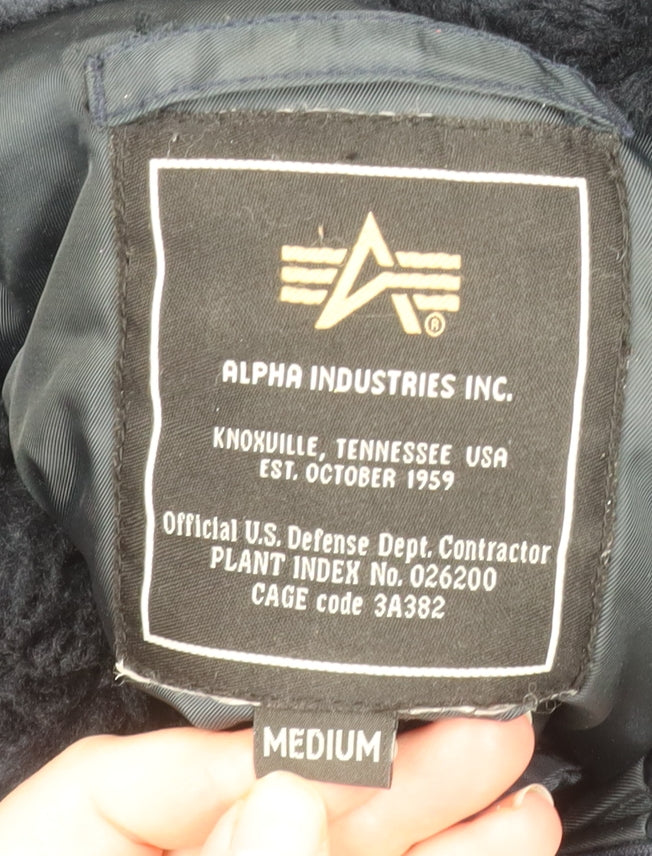 ®
ALPHA INDUSTRIES INC.
KNOXVILLE, TENNESSEE USA
EST. OCTOBER 1959
Official U.S. Defense Dept. Contractor
PLANT INDEX No. 026200
CAGE code 3A382
MEDIUM